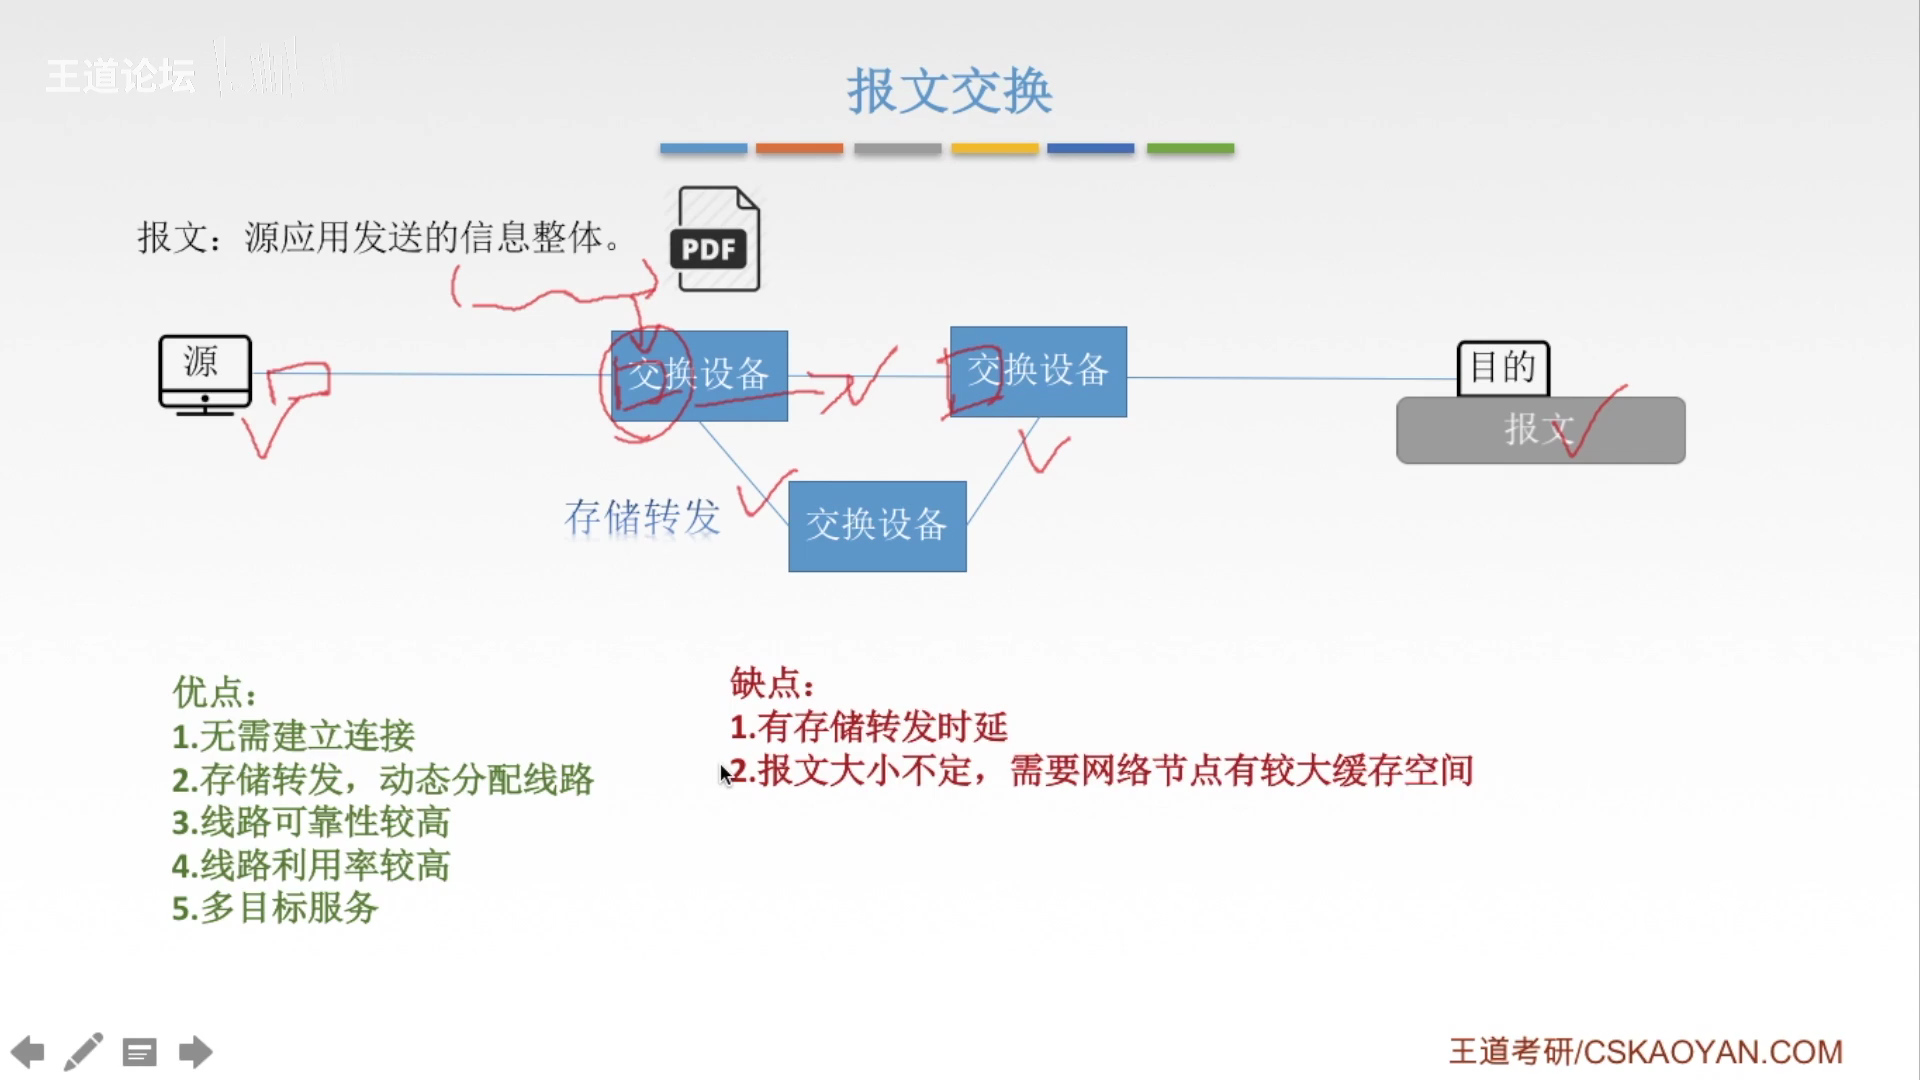 王道论坛
报文交换
报文：源应用发送的信息整体。
PDF
源
交换设备
交换设备
目的
报文
存储转发
交换设备
优点：
1.无需建立连接
2.存储转发，动态分配线路
3.线路可靠性较高
4.线路利用率较高
5.多目标服务
缺点：
1.有存储转发时延
2.报文大小不定，需要网络节点有较大缓存空间
王道考研/CSKAOYAN.COM